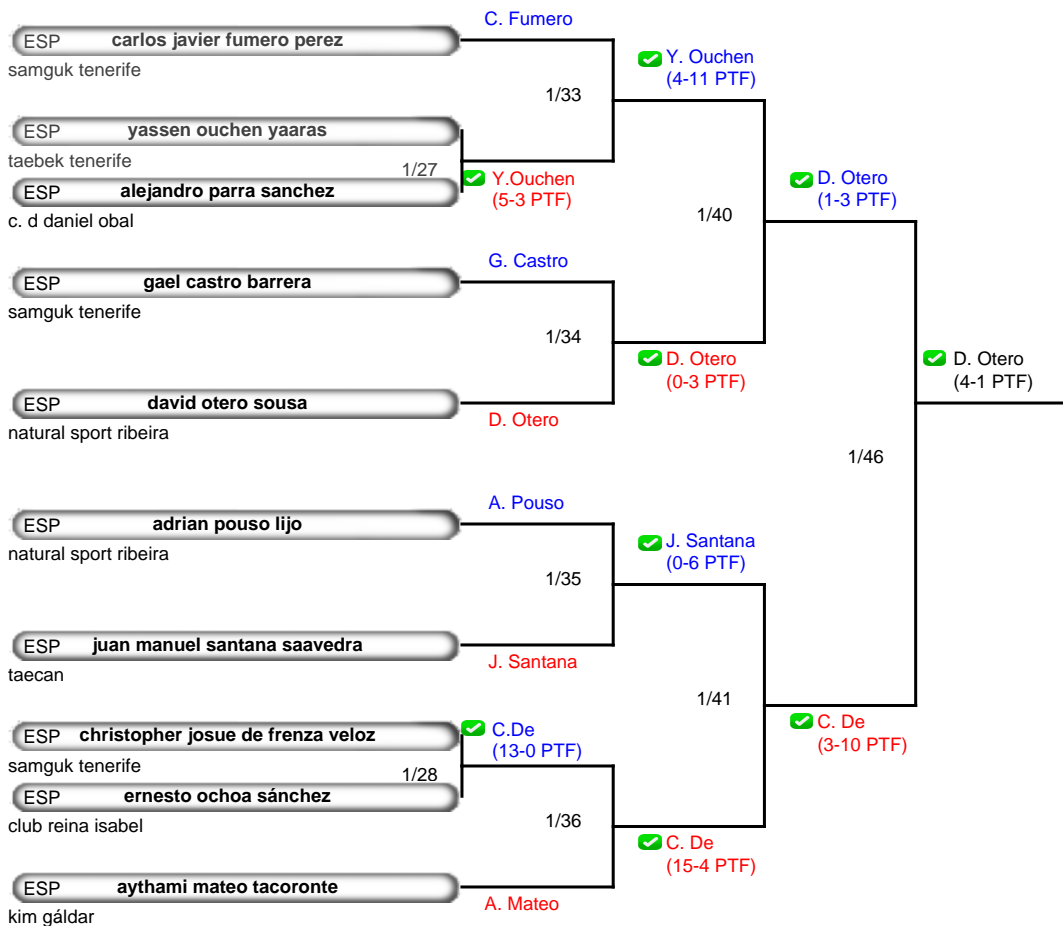 C. Fumero
ESP carlos javier fumero perez
samguk tenerife
Y. Ouchen
(4-11 PTF)
1/33
ESP yassen ouchen yaaras
taebek tenerife
1/27
ESP alejandro parra sanchez
c. d daniel obal
Y.Ouchen
(5-3 PTF)
D. Otero
(1-3 PTF)
1/40
G. Castro
ESP gael castro barrera
samguk tenerife
1/34
D. Otero
(0-3 PTF)
D. Otero
(4-1 PTF)
ESP david otero sousa
natural sport ribeira
D. Otero
1/46
A. Pouso
ESP adrian pouso lijo
natural sport ribeira
J. Santana
(0-6 PTF)
1/35
ESP juan manuel santana saavedra
taecan
J. Santana
1/41
C. De
(3-10 PTF)
ESP christopher josue de frenza veloz
samguk tenerife
C.De
(13-0 PTF)
1/28
ESP ernesto ochoa sánchez
club reina isabel
1/36
C. De
(15-4 PTF)
ESP aythami mateo tacoronte
kim gáldar
A. Mateo